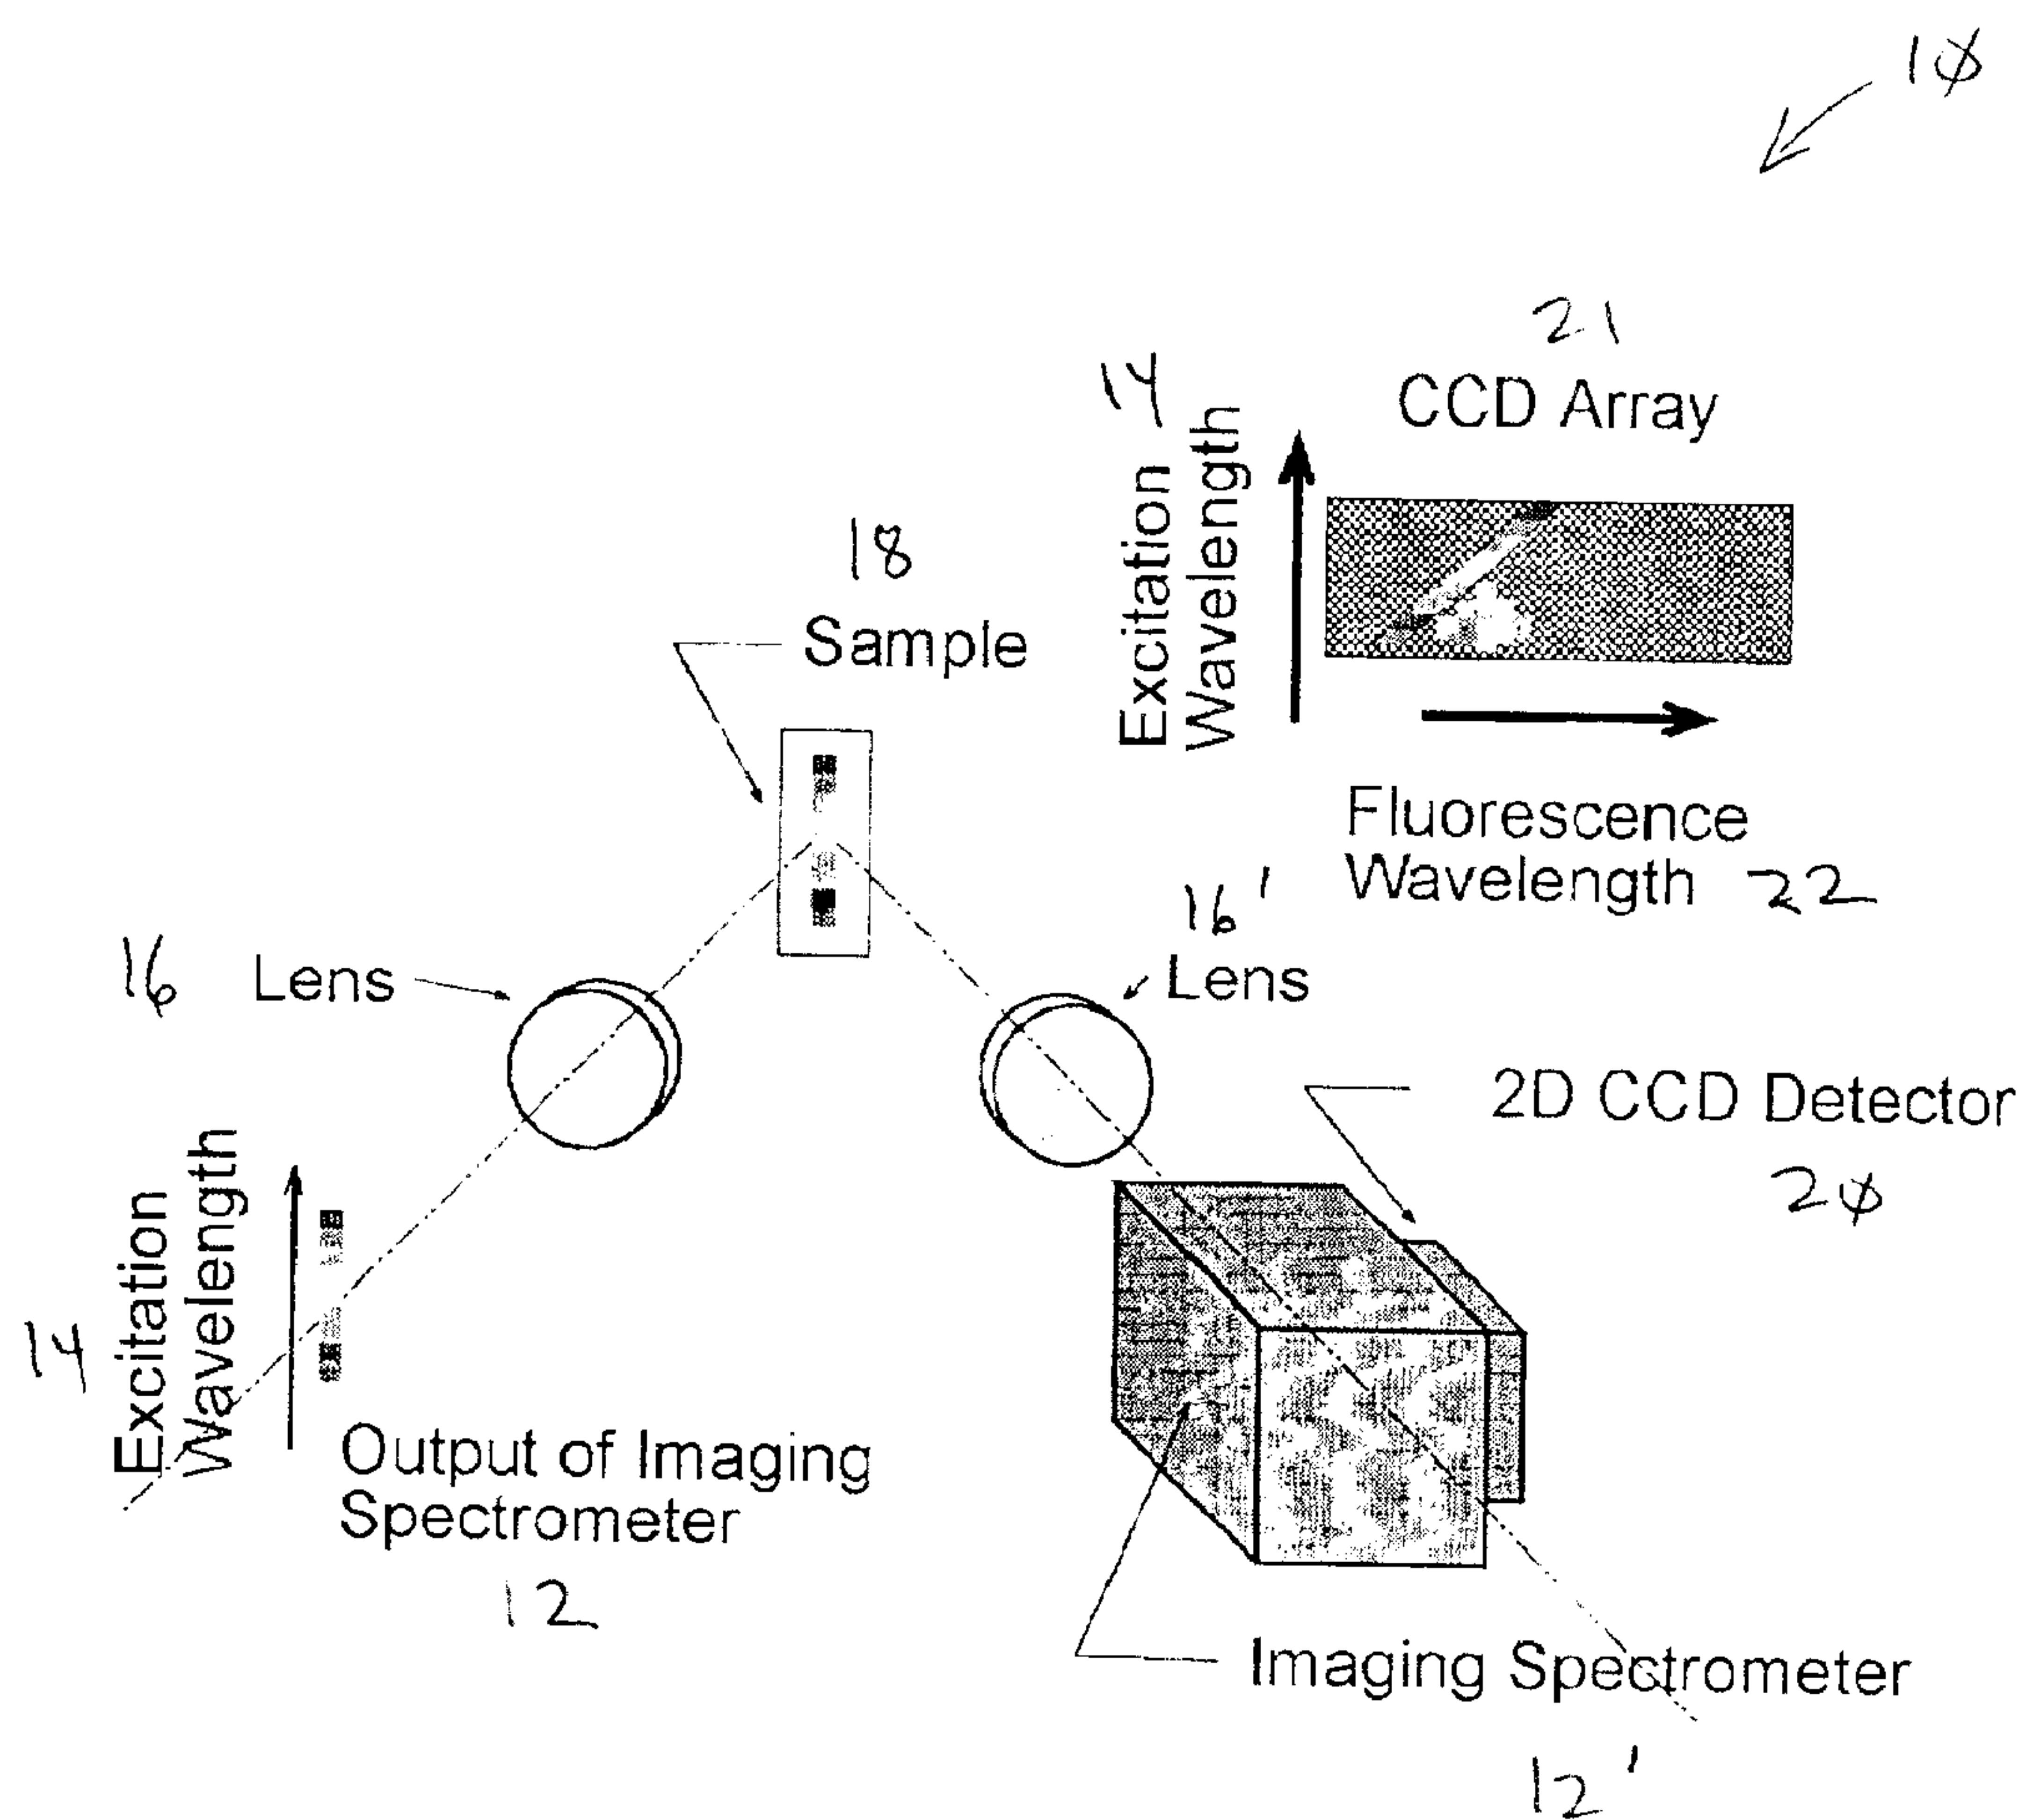 10
21
CCD Array
14
Excitation
Wavelength
Fluorescence
Wavelength 22
18
Sample
16 Lens
16'
Lens
2D CCD Detector
20
14
Excitation
Wavelength
Output of Imaging
Spectrometer
12
Imaging Spectrometer
12'